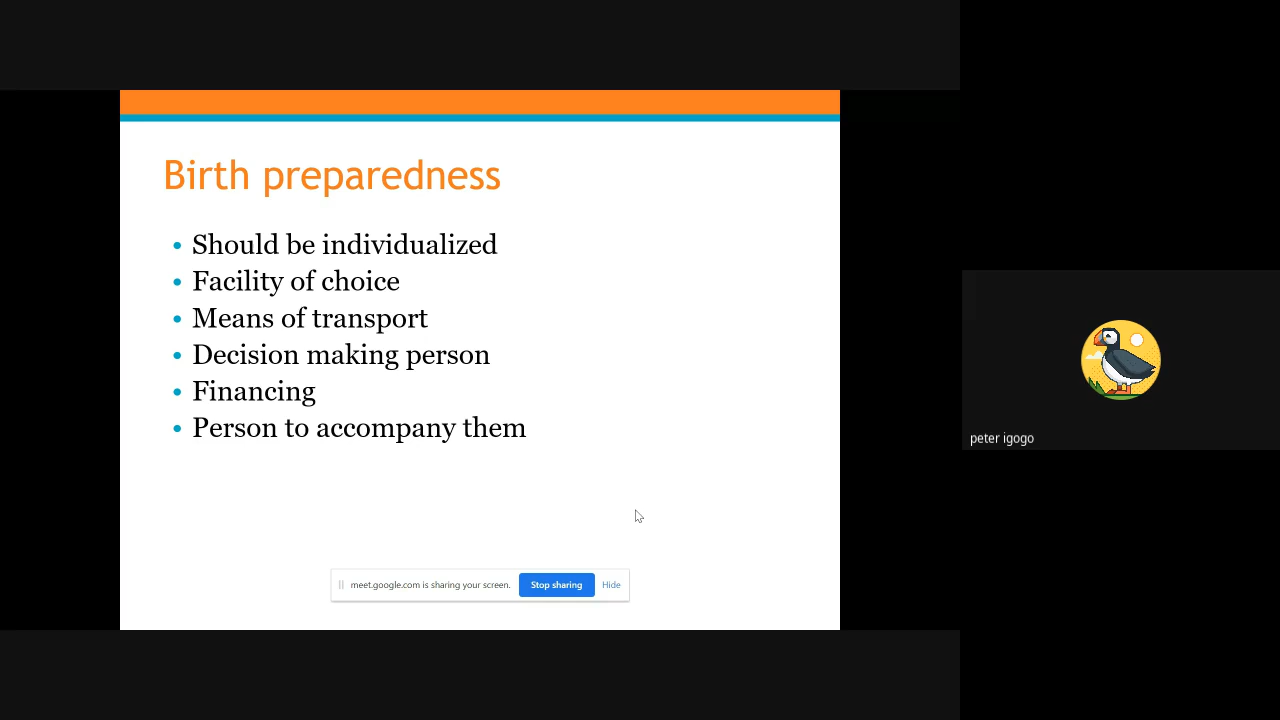 Birth preparedness
• Should be individualized
• Facility of choice
• Means of transport
• Decision making person
• Financing
• Person to accompany them
meet.google.com is sharing your screen. Stop sharing Hide
peter igogo